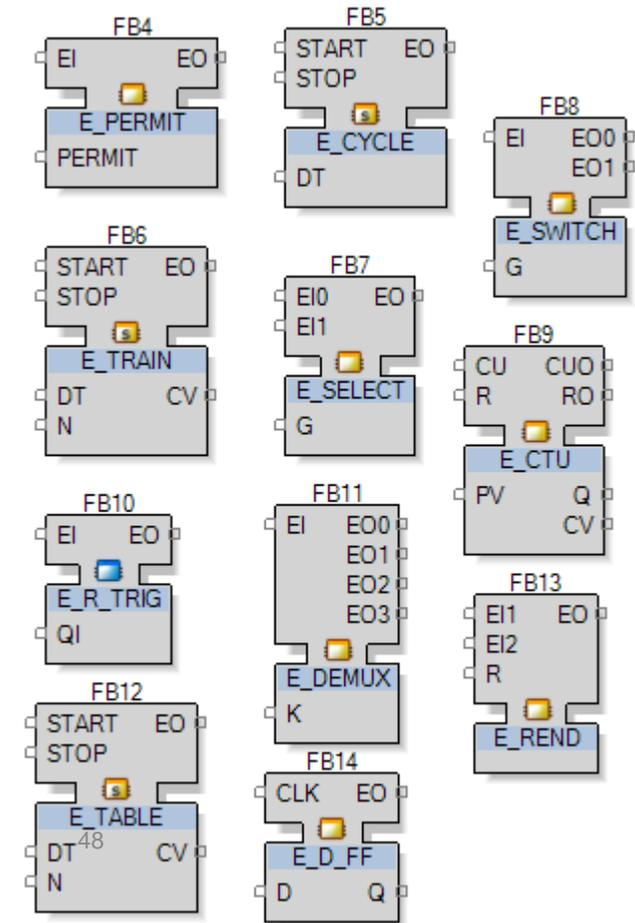 FB4
EI EO
E_PERMIT
PERMIT
FB5
START EO
STOP
E_CYCLE
DT
FB8
EI EO0
EO1
E_SWITCH
G
FB6
START EO
STOP
E_TRAIN
DT CV
N
FB7
EI0 EO
EI1
E_SELECT
G
FB9
CU CUO
R RO
E_CTU
PV Q
CV
FB10
EI EO
E_R_TRIG
QI
FB11
EI EO0
EO1
EO2
EO3
E_DEMUX
K
FB13
EI1 EO
EI2
R
E_REND
FB12
START EO
STOP
E_TABLE
DT 48 CV
N
FB14
CLK EO
E_D_FF
D Q